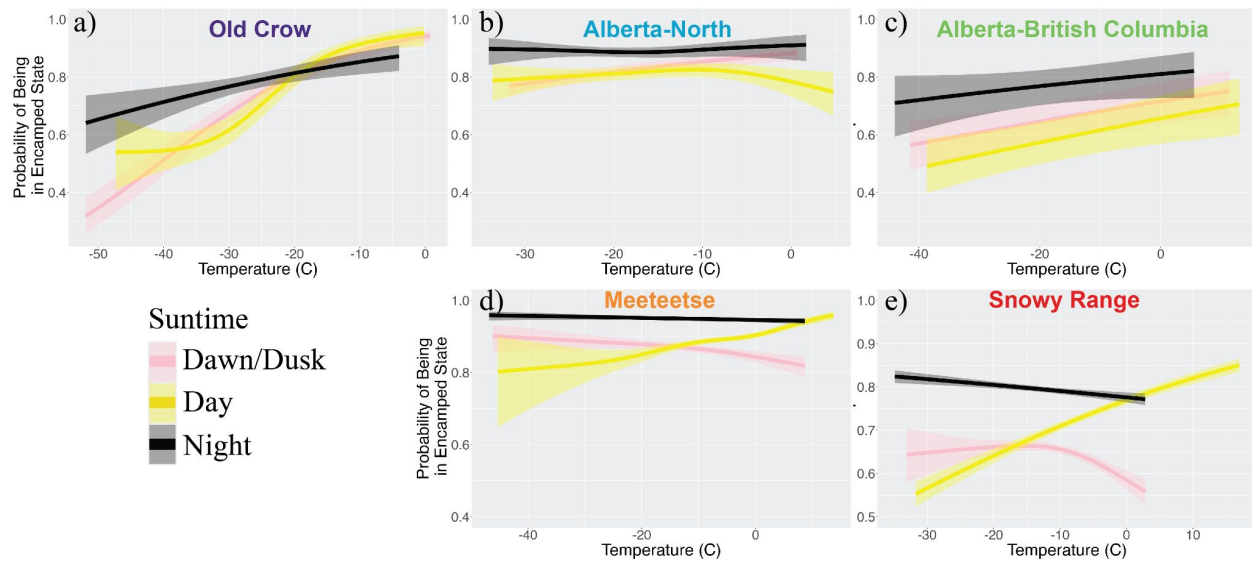 a)
Old Crow
b)
Alberta-North
c)
Alberta-British Columbia
Probability of Being
in Encamped State
1.0
0.8
0.6
0.4
-50
-40
-30
-20
-10
0
Temperature (C)
1.0
0.8
0.6
0.4
-30
-20
-10
0
Temperature (C)
1.0
0.8
0.6
0.4
-40
-20
0
Temperature (C)
Suntime
Dawn/Dusk
Day
Night
d)
Meeteetse
Probability of Being
in Encamped State
1.0
0.8
0.6
0.4
-40
-20
0
Temperature (C)
e)
Snowy Range
1.0
0.9
0.8
0.7
0.6
0.5
-30
-20
-10
0
10
Temperature (C)